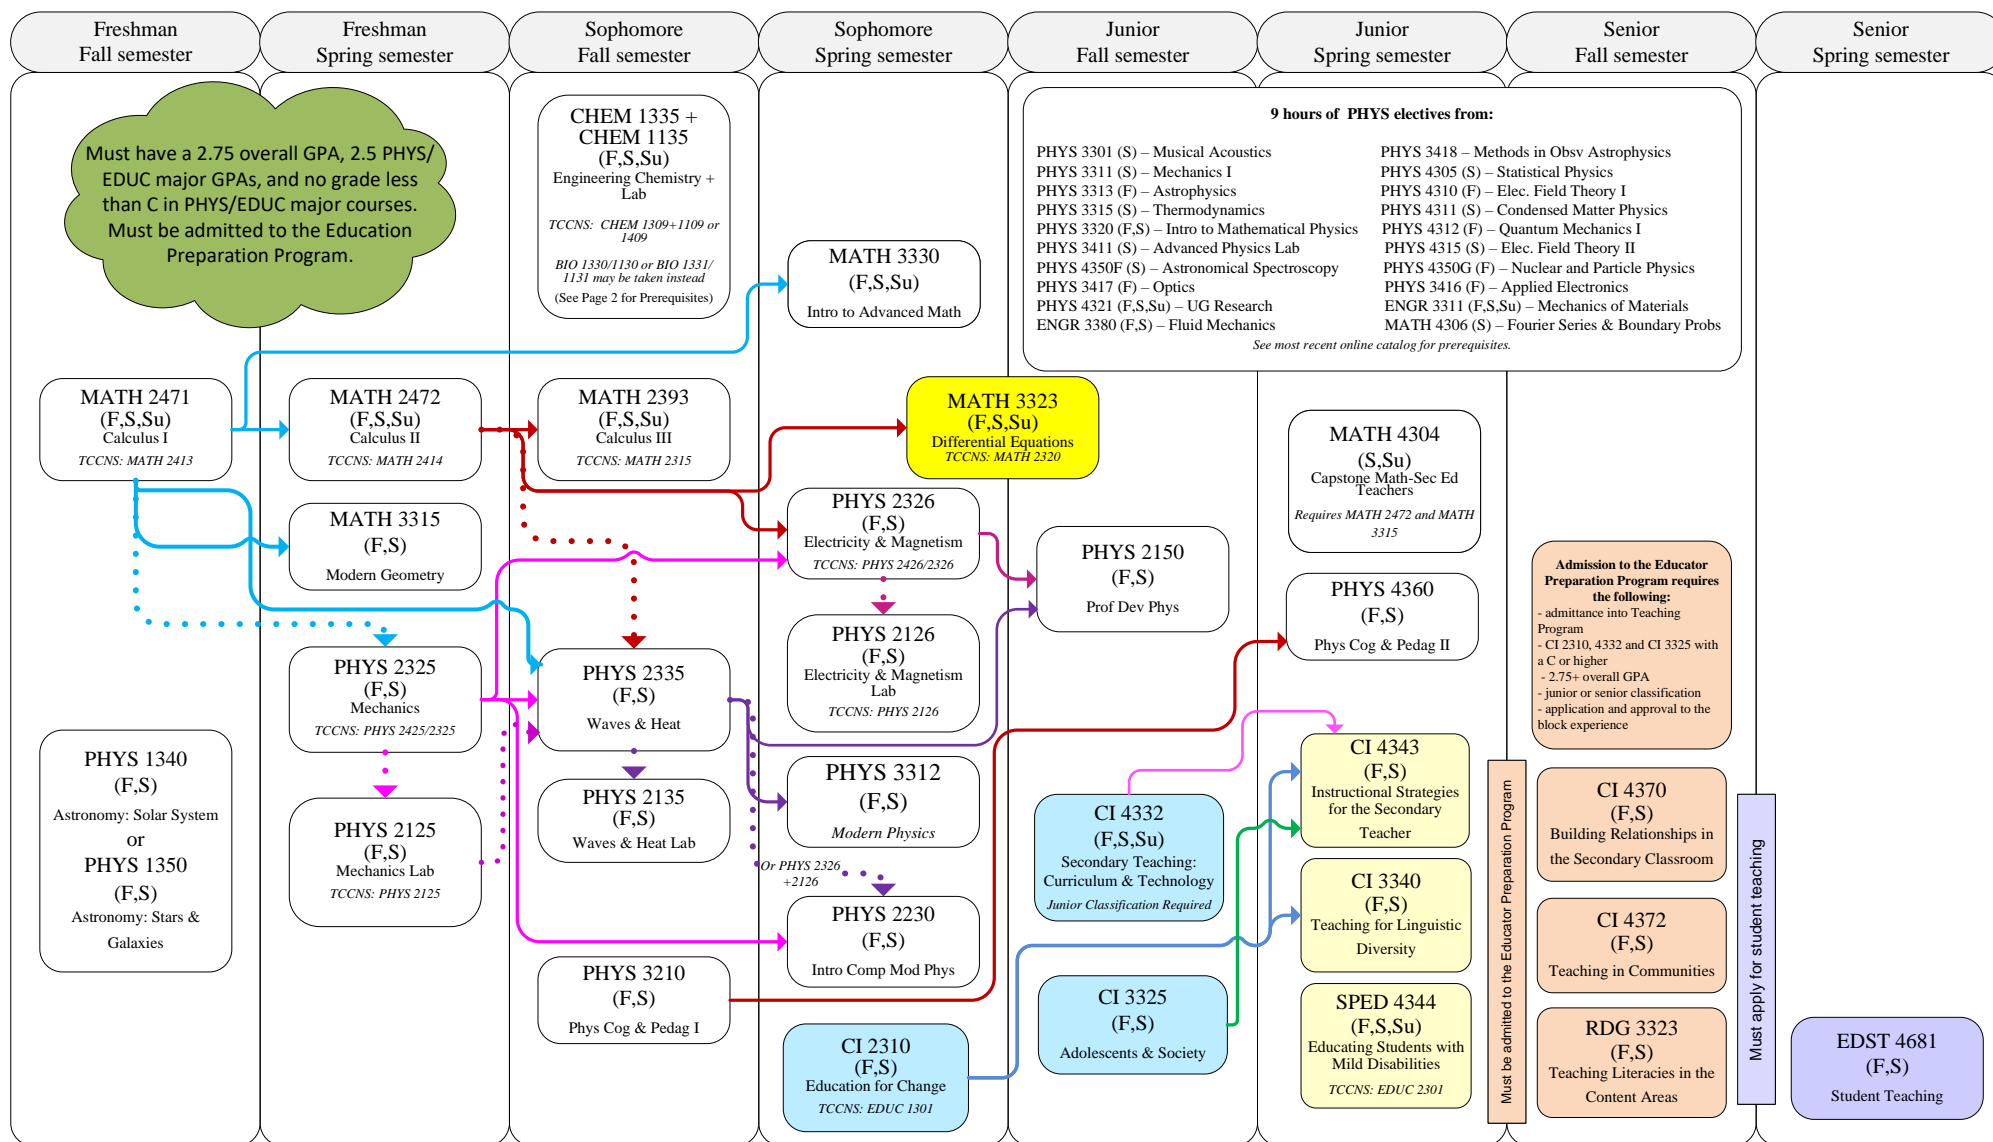 Freshman
Fall semester
Freshman
Spring semester
Sophomore
Fall semester
Sophomore
Spring semester
Junior
Fall semester
Junior
Spring semester
Senior
Fall semester
Senior
Spring semester
Must have a 2.75 overall GPA, 2.5 PHYS/
EDUC major GPAs, and no grade less
than C in PHYS/EDUC major courses.
Must be admitted to the Education
Preparation Program.
MATH 2471
(F,S,Su)
Calculus I
TCCNS: MATH 2413
PHYS 1340
(F,S)
Astronomy: Solar System
or
PHYS 1350
(F,S)
Astronomy: Stars &
Galaxies
MATH 2472
(F,S,Su)
Calculus II
TCCNS: MATH 2414
MATH 3315
(F,S)
Modern Geometry
PHYS 2325
(F,S)
Mechanics
TCCNS: PHYS 2425/2325
PHYS 2125
(F,S)
Mechanics Lab
TCCNS: PHYS 2125
CHEM 1335 +
CHEM 1135
(F,S,Su)
Engineering Chemistry +
Lab
TCCNS: CHEM 1309+1109 or
1409
BIO 1330/1130 or BIO 1331/
1131 may be taken instead
(See Page 2 for Prerequisites)
MATH 2393
(F,S,Su)
Calculus III
TCCNS: MATH 2315
PHYS 2335
(F,S)
Waves & Heat
PHYS 2135
(F,S)
Waves & Heat Lab
PHYS 3210
(F,S)
Phys Cog & Pedag I
MATH 3330
(F,S,Su)
Intro to Advanced Math
MATH 3323
(F,S,Su)
Differential Equations
TCCNS: MATH 2320
PHYS 2326
(F,S)
Electricity & Magnetism
TCCNS: PHYS 2426/2326
PHYS 2126
(F,S)
Electricity & Magnetism
Lab
TCCNS: PHYS 2126
PHYS 3312
(F,S)
Modern Physics
Or PHYS 2326
+2126
PHYS 2230
(F,S)
Intro Comp Mod Phys
CI 2310
(F,S)
Education for Change
TCCNS: EDUC 1301
9 hours of PHYS electives from:
PHYS 3301 (S) – Musical Acoustics
PHYS 3311 (S) – Mechanics I
PHYS 3313 (F) – Astrophysics
PHYS 3315 (S) – Thermodynamics
PHYS 3320 (F,S) – Intro to Mathematical Physics
PHYS 3411 (S) – Advanced Physics Lab
PHYS 4350F (S) – Astronomical Spectroscopy
PHYS 3417 (F) – Optics
PHYS 4321 (F,S,Su) – UG Research
ENGR 3380 (F,S) – Fluid Mechanics
PHYS 3418 – Methods in Obsv Astrophysics
PHYS 4305 (S) – Statistical Physics
PHYS 4310 (F) – Elec. Field Theory I
PHYS 4311 (S) – Condensed Matter Physics
PHYS 4312 (F) – Quantum Mechanics I
PHYS 4315 (S) – Elec. Field Theory II
PHYS 4350G (F) – Nuclear and Particle Physics
PHYS 3416 (F) – Applied Electronics
ENGR 3311 (F,S,Su) – Mechanics of Materials
MATH 4306 (S) – Fourier Series & Boundary Probs
See most recent online catalog for prerequisites.
PHYS 2150
(F,S)
Prof Dev Phys
CI 4332
(F,S,Su)
Secondary Teaching:
Curriculum & Technology
Junior Classification Required
CI 3325
(F,S)
Adolescents & Society
MATH 4304
(S,Su)
Capstone Math-Sec Ed
Teachers
Requires MATH 2472 and MATH
3315
PHYS 4360
(F,S)
Phys Cog & Pedag II
CI 4343
(F,S)
Instructional Strategies
for the Secondary
Teacher
CI 3340
(F,S)
Teaching for Linguistic
Diversity
SPED 4344
(F,S,Su)
Educating Students with
Mild Disabilities
TCCNS: EDUC 2301
Must be admitted to the Educator Preparation Program
Admission to the Educator
Preparation Program requires
the following:
- admittance into Teaching
Program
- CI 2310, 4332 and CI 3325 with
a C or higher
- 2.75+ overall GPA
- junior or senior classification
- application and approval to the
block experience
CI 4370
(F,S)
Building Relationships in
the Secondary Classroom
CI 4372
(F,S)
Teaching in Communities
RDG 3323
(F,S)
Teaching Literacies in the
Content Areas
Must apply for student teaching
EDST 4681
(F,S)
Student Teaching